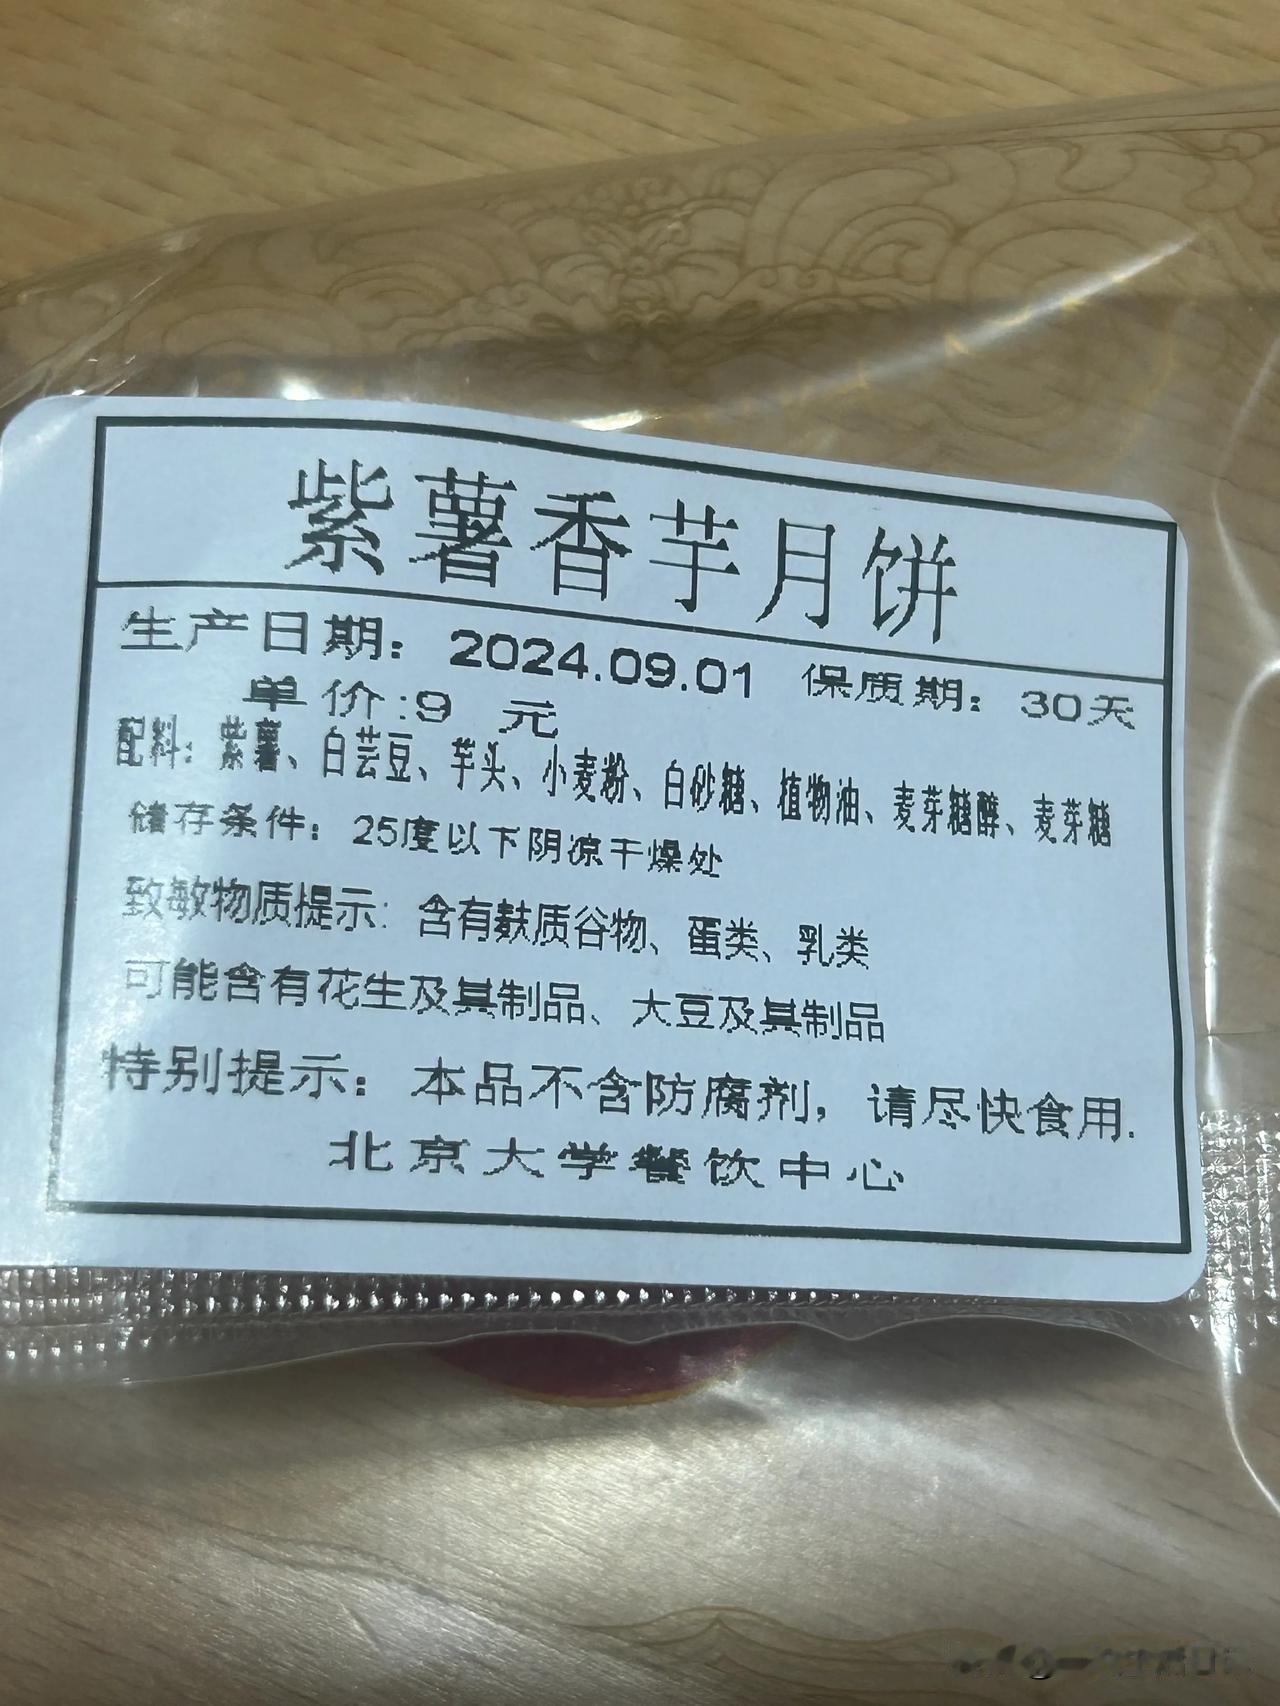 紫薯香芋月饼
生产日期：2024.09.01 保质期：30天
单价:9 元
配料：紫薯、白芸豆、芋头、小麦粉、白砂糖、植物油、麦芽糖醇、麦芽糖
储存条件：25度以下阴凉干燥处
致敏物质提示：含有麸质谷物、蛋类、乳类
可能含有花生及其制品、大豆及其制品
特别提示：本品不含防腐剂，请尽快食用.
北京大学餐饮中心